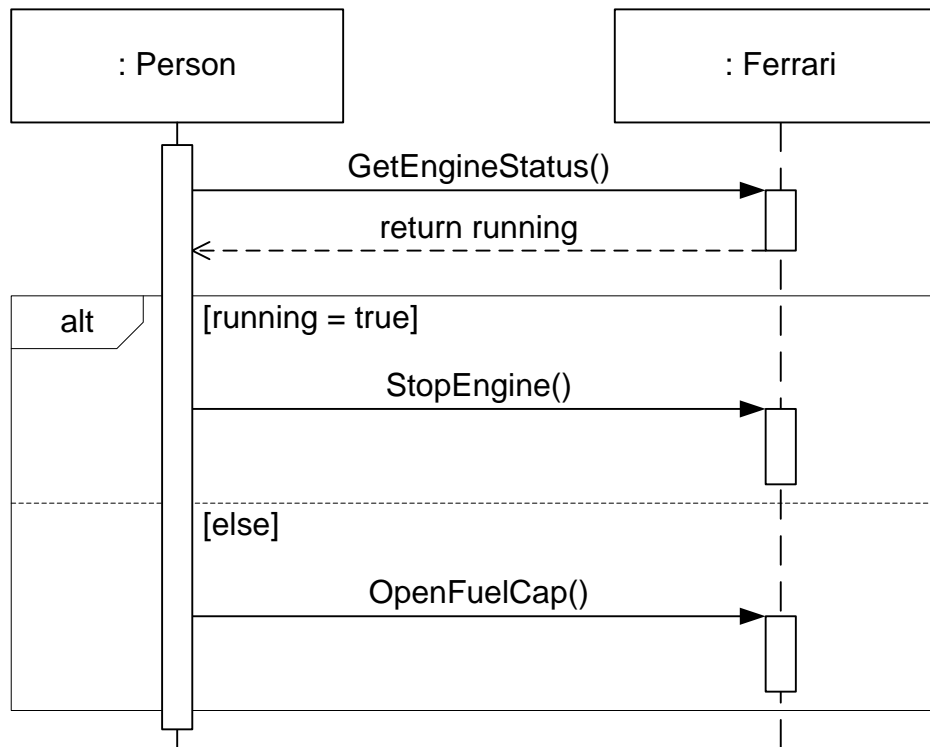 : Person
: Ferrari
GetEngineStatus()
return running
alt
[running = true]
StopEngine()
[else]
OpenFuelCap()